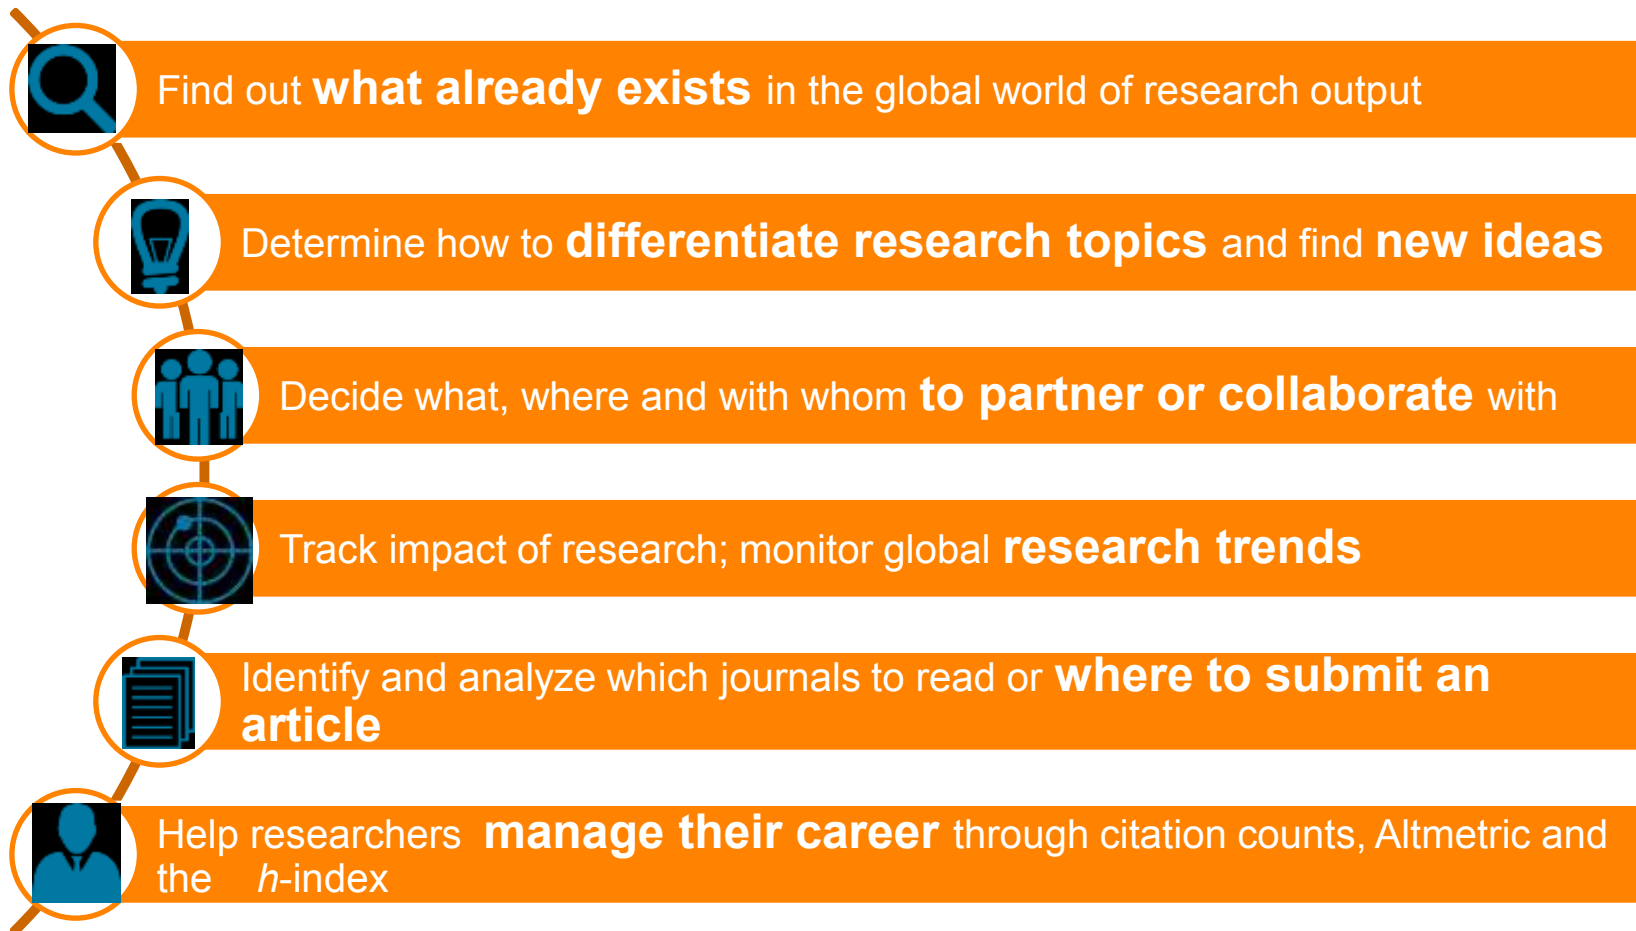 Find out what already exists in the global world of research output
Determine how to differentiate research topics and find new ideas
Decide what, where and with whom to partner or collaborate with
Track impact of research; monitor global research trends
Identify and analyze which journals to read or where to submit an
article
Help researchers manage their career through citation counts, Altmetric and
the h-index